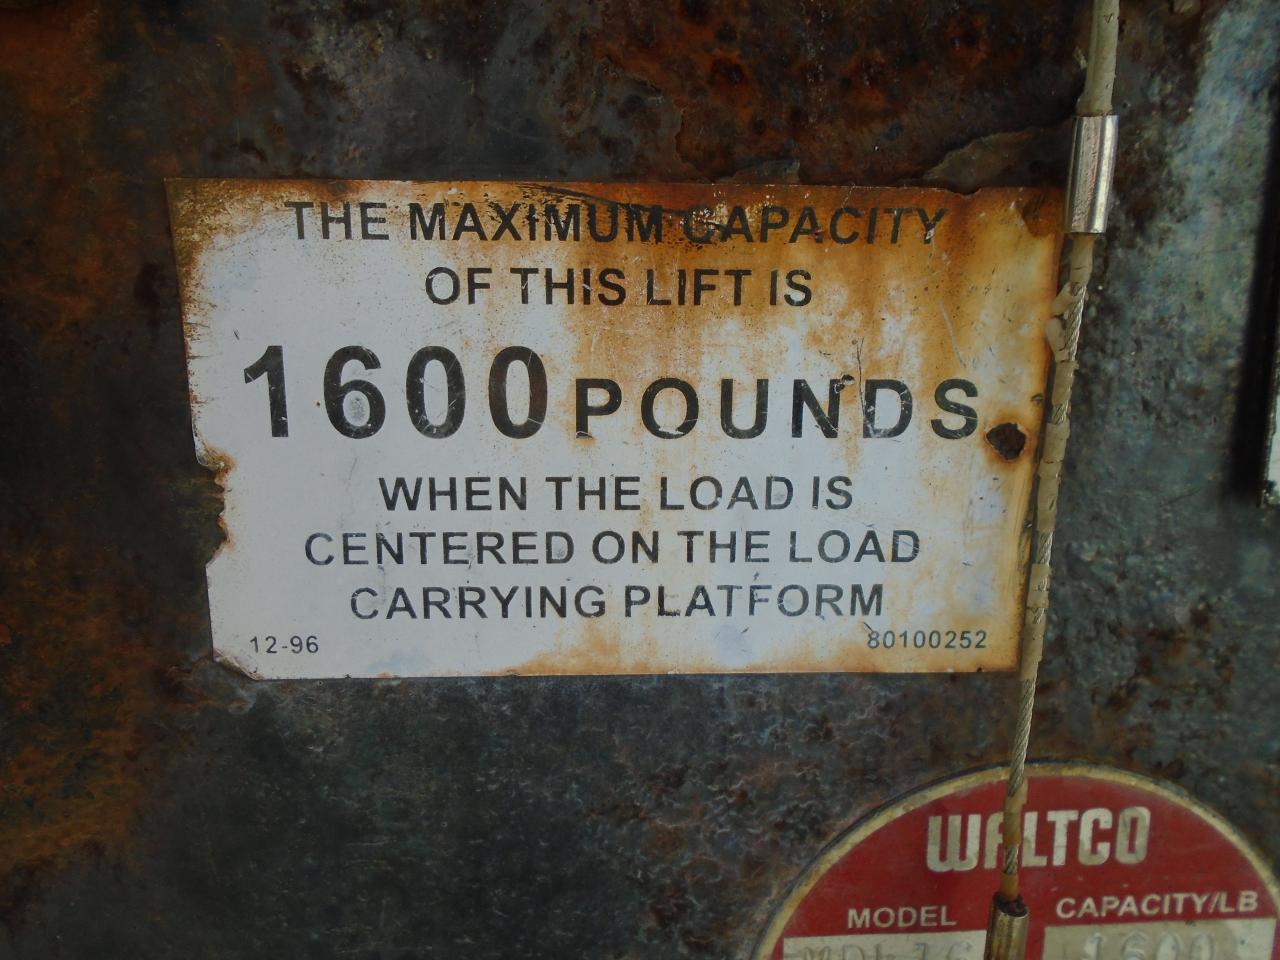 THE MAXIMUM CAPACITY
OF THIS LIFT IS
1600 POUNDS
WHEN THE LOAD IS
CENTERED ON THE LOAD
CARRYING PLATFORM
12-96 80100252
WALTCO
MODEL CAPACITY/LB
1600